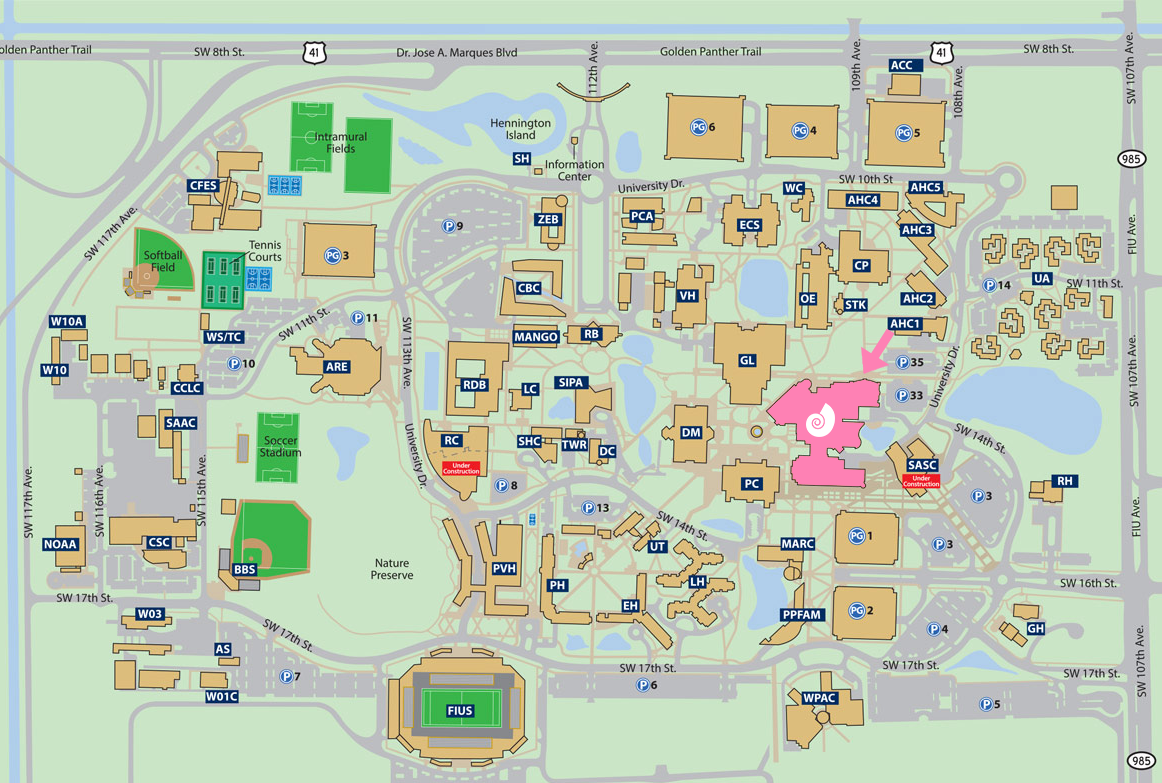 olden Panther Trail
SW 8th St.
41
Dr. Jose A. Marques Blvd
112th Ave.
Golden Panther Trail
109th Ave.
41
SW 8th St.
SW 107th Ave.
ACC
108th Ave.
Intramural
Fields
Hennington
Island
SH
Information
Center
PG 6
PG 4
PG 5
985
CFES
University Dr.
SW 10th St
WC
AHC4
AHC5
SW 117th Ave.
P 9
ZEB
PCA
ECS
AHC3
FIU Ave.
Softball
Field
Tennis
Courts
PG 3
CP
UA
CBC
VH
OE
STK
AHC2
P 14
SW 11th St.
W10A
WS/TC
SW 11th St.
P 11
SW 113th Ave.
MANGO
RB
AHC1
W10
P 10
ARE
GL
P 35
University Dr.
SW 107th Ave.
CCLC
RDB
LC
SIPA
P 33
SAAC
Soccer
Stadium
University Dr.
RC
Under
Construction
SHC
TWR
DC
DM
SW 14th St.
SASC
Under
Construction
SW 117th Ave.
SW 116th Ave.
SW 115th Ave.
P 8
PC
P 3
RH
P 13
SW 14th St.
FIU Ave.
NOAA
CSC
BBS
Nature
Preserve
PVH
PH
UT
LH
EH
MARC
PG 1
P 3
SW 17th St.
W03
PPFAM
PG 2
SW 16th St.
P 4
GH
AS
SW 17th St.
W01C
P 7
FIUS
SW 17th St.
P 6
WPAC
SW 17th St.
SW 17th St.
P 5
SW 107th Ave.
985